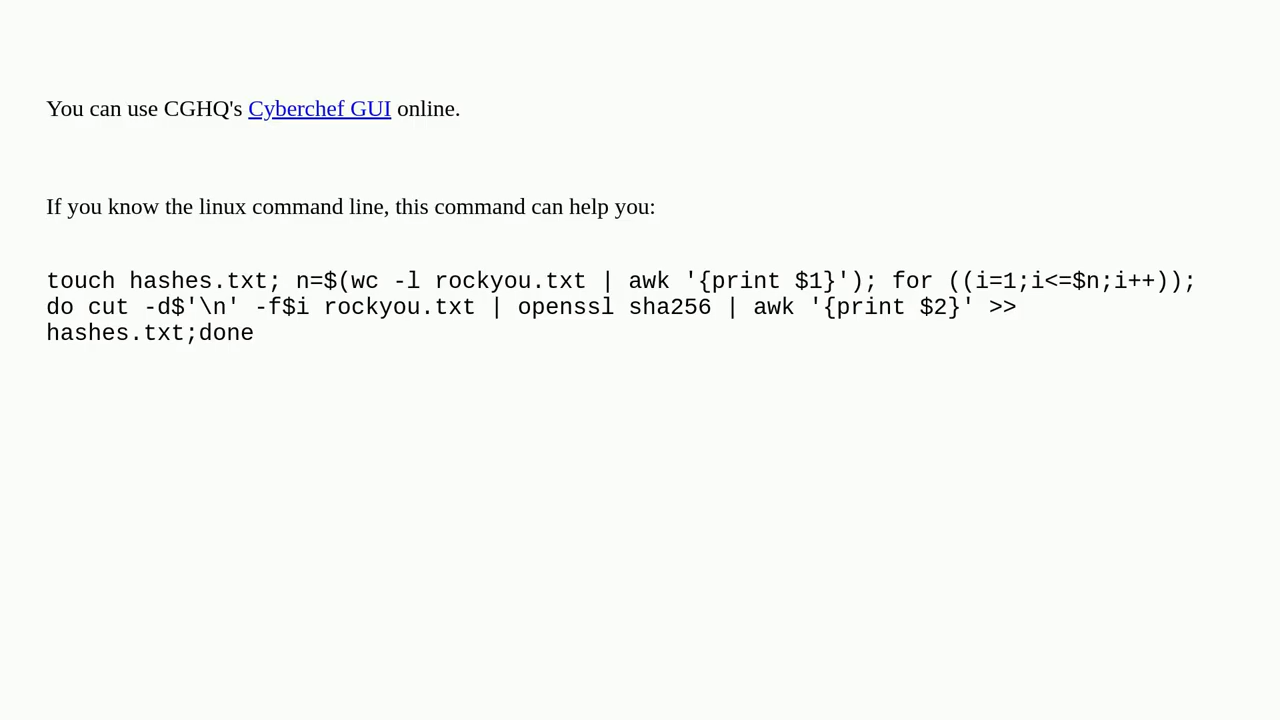 You can use CGHQ's Cyberchef GUI online.
If you know the linux command line, this command can help you:
touch hashes.txt; n=$(wc -l rockyou.txt | awk '{print $1}'); for ((i=1;i<=$n;i++));
do cut -d$'\n' -f$i rockyou.txt | openssl sha256 | awk '{print $2}' >>
hashes.txt;done